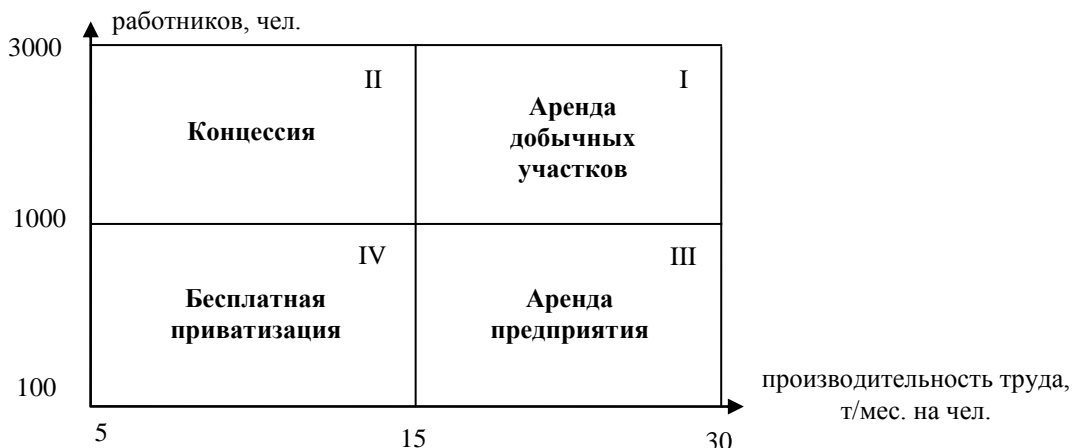 работников, чел.
3000
II
I
Концессия
Аренда
добычных
участков
1000
IV
III
Бесплатная
приватизация
Аренда
предприятия
100
производительность труда,
т/мес. на чел.
5
15
30